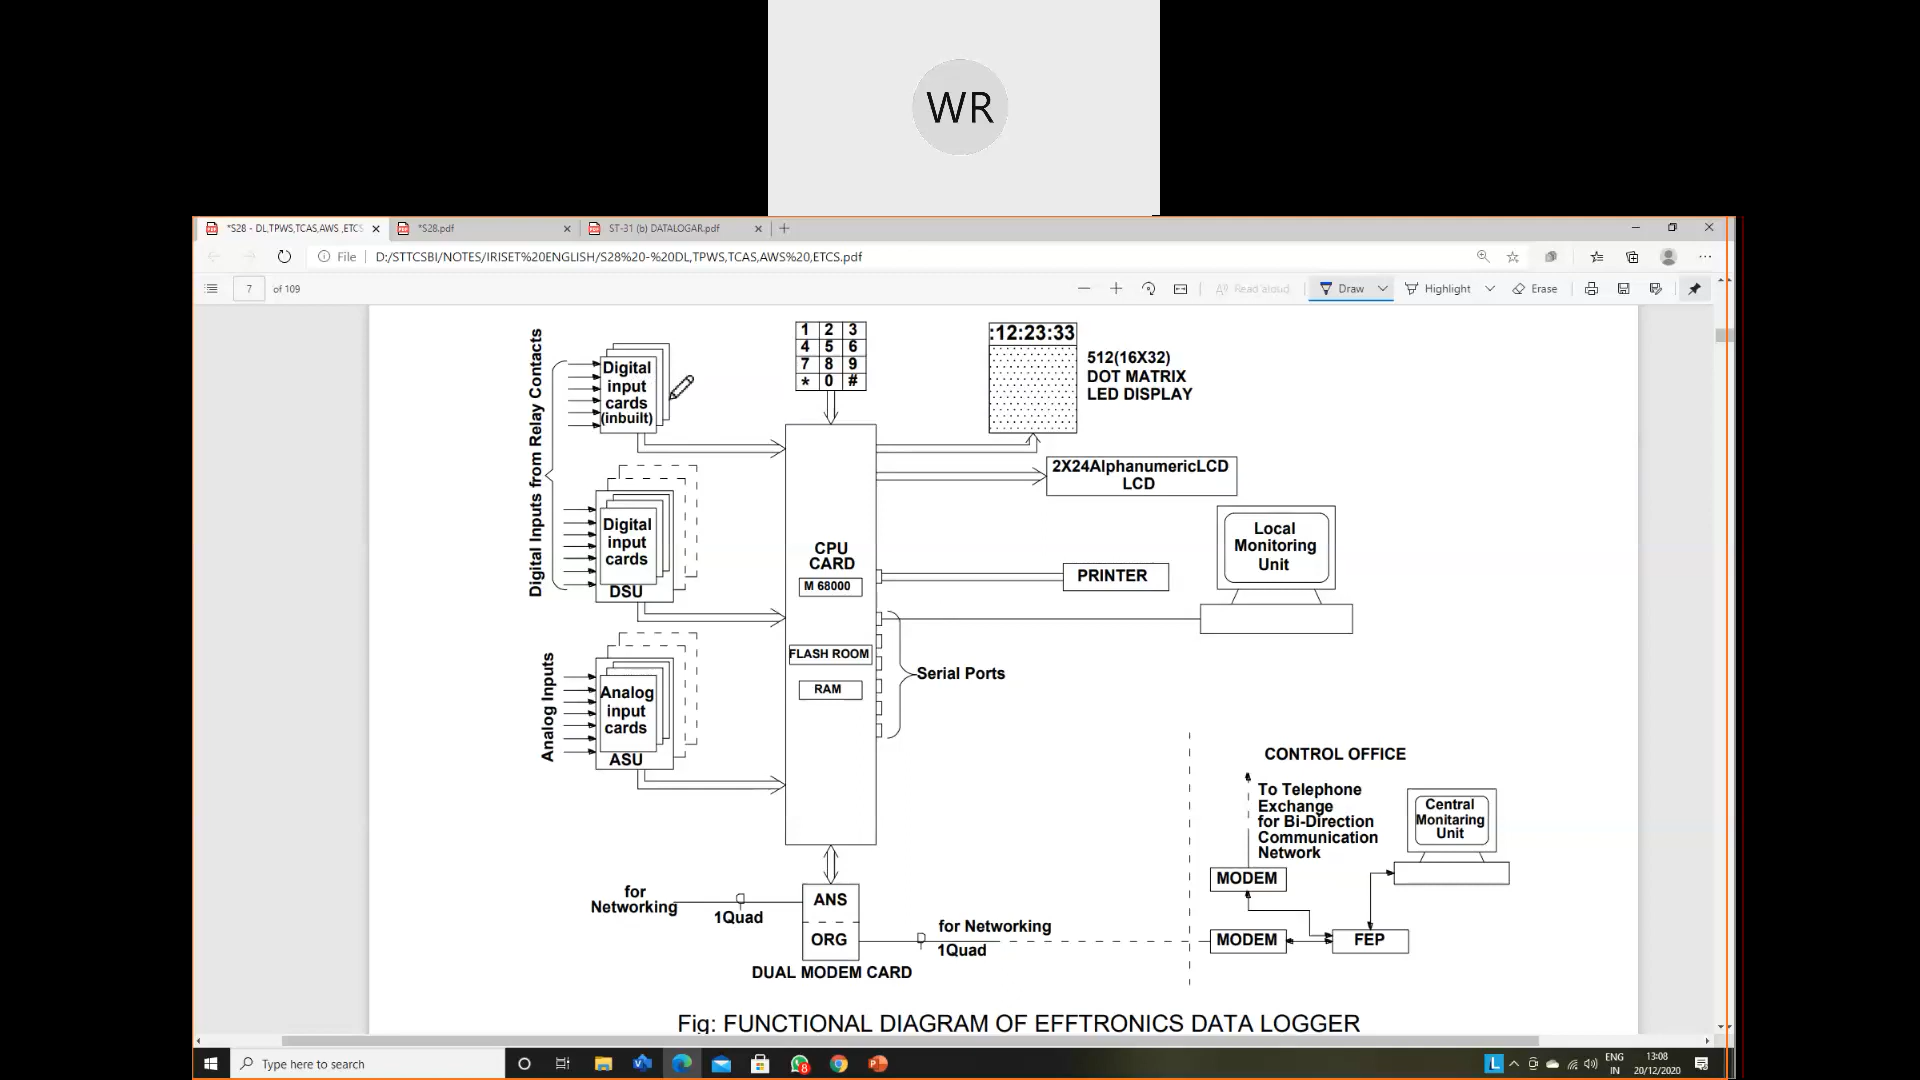 WR
*S28 - DL,TPWS,TCAS,AWS ,ETCS
*S28.pdf
ST-31 (b) DATALOGAR.pdf
File
D:/STTCSBI/NOTES/IRISET%20ENGLISH/S28%20-%20DL,TPWS,TCAS,AWS%20,ETCS.pdf
7
of 109
Read aloud
Draw
Highlight
Erase
Digital Inputs from Relay Contacts
Digital
input
cards
(inbuilt)
1 2 3
4 5 6
7 8 9
* 0 #
:12:23:33
512(16X32)
DOT MATRIX
LED DISPLAY
2X24AlphanumericLCD
LCD
Digital
input
cards
DSU
CPU
CARD
M 68000
FLASH ROOM
RAM
PRINTER
Local
Monitoring
Unit
Serial Ports
Analog Inputs
Analog
input
cards
ASU
CONTROL OFFICE
To Telephone
Exchange
for Bi-Direction
Communication
Network
Central
Monitaring
Unit
MODEM
for
Networking
1Quad
ANS
ORG
for Networking
1Quad
MODEM
FEP
DUAL MODEM CARD
Fig: FUNCTIONAL DIAGRAM OF EFFTRONICS DATA LOGGER
Type here to search
8
L
ENG
IN
13:08
20/12/2020